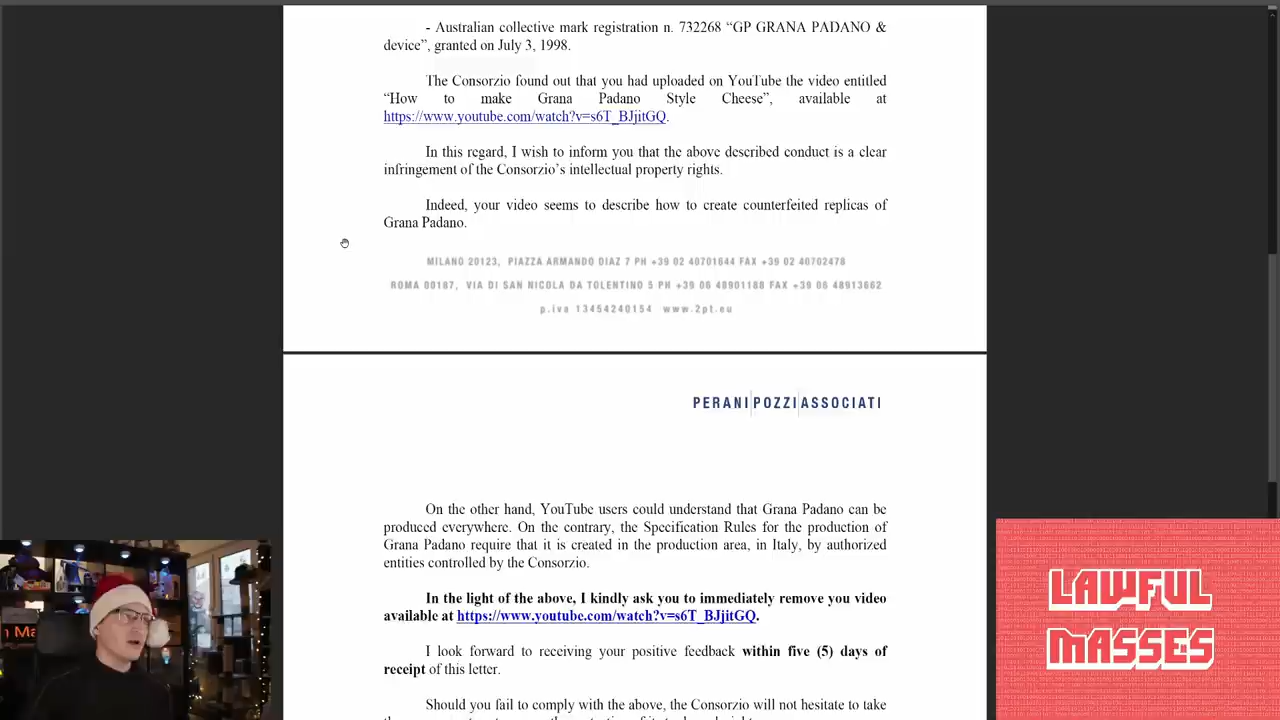 - Australian collective mark registration n. 732268 “GP GRANA PADANO &
device”, granted on July 3, 1998.
The Consorzio found out that you had uploaded on YouTube the video entitled
“How to make Grana Padano Style Cheese”, available at
https://www.youtube.com/watch?v=s6T_BJjitGQ.
In this regard, I wish to inform you that the above described conduct is a clear
infringement of the Consorzio’s intellectual property rights.
Indeed, your video seems to describe how to create counterfeited replicas of
Grana Padano.
MILANO 20123, PIAZZA ARMANDO DIAZ 7 PH +39 02 40701644 FAX +39 02 40702478
ROMA 00187, VIA DI SAN NICOLA DA TOLENTINO 5 PH +39 06 48901188 FAX +39 06 48913662
p.iva 13454240154 www.2pt.eu
PERANI POZZI ASSOCIATI
On the other hand, YouTube users could understand that Grana Padano can be
produced everywhere. On the contrary, the Specification Rules for the production of
Grana Padano require that it is created in the production area, in Italy, by authorized
entities controlled by the Consorzio.
In the light of the above, I kindly ask you to immediately remove you video
available at https://www.youtube.com/watch?v=s6T_BJjitGQ.
I look forward to receiving your positive feedback within five (5) days of
receipt of this letter.
Should you fail to comply with the above, the Consorzio will not hesitate to take
LAWFUL
MASSES